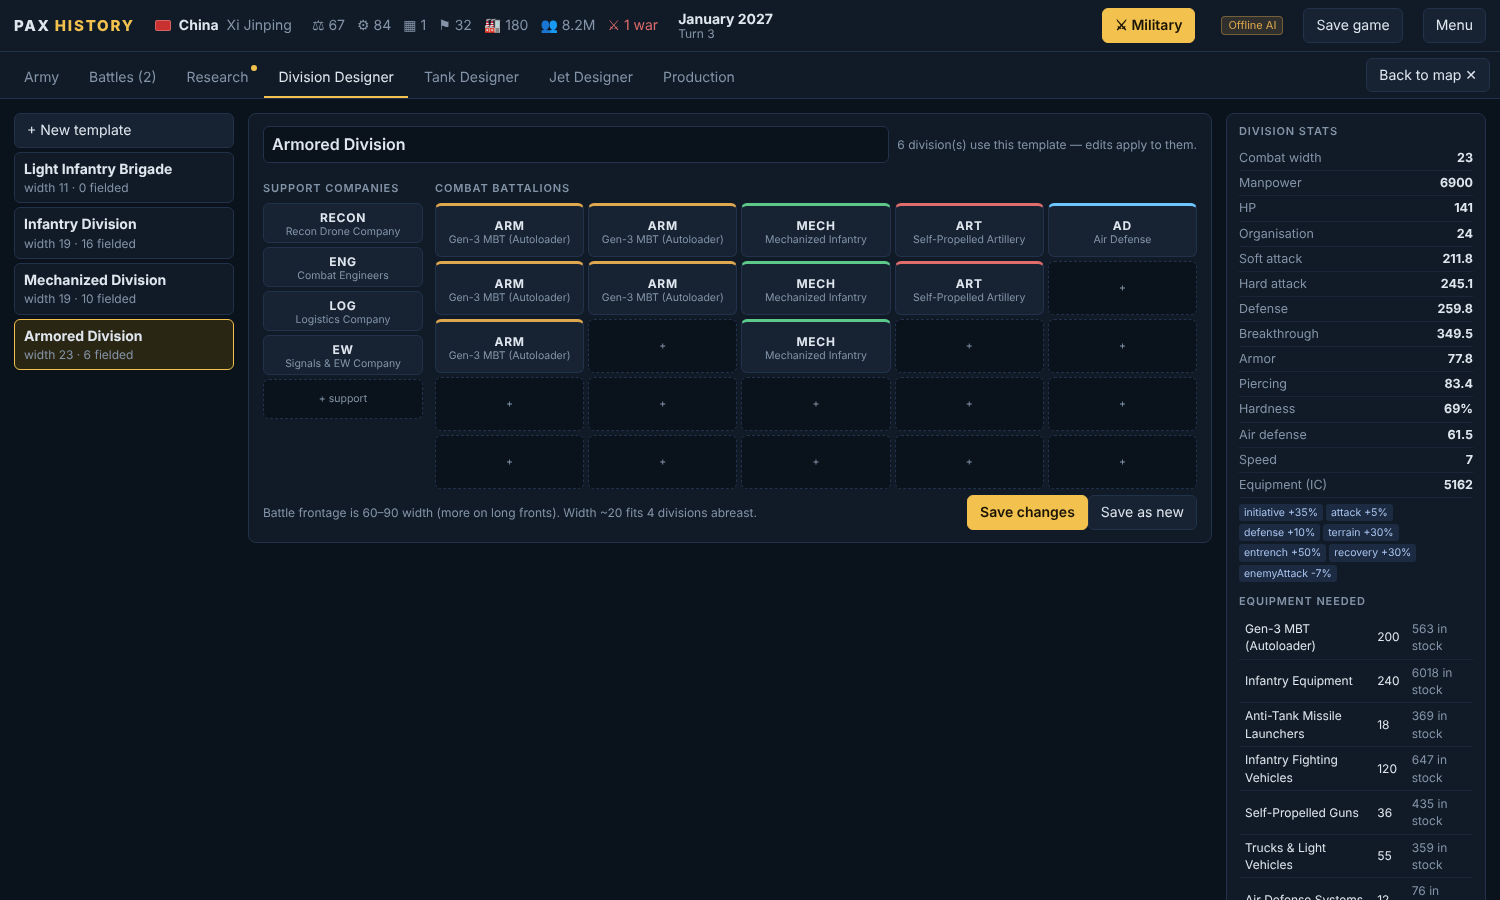 PAX HISTORY
China Xi Jinping
67 84 1 32 180 8.2M 1 war
January 2027
Turn 3
Military
Offline AI
Save game
Menu
Army
Battles (2)
Research
Division Designer
Tank Designer
Jet Designer
Production
Back to map ✕
+ New template
Light Infantry Brigade
width 11 · 0 fielded
Infantry Division
width 19 · 16 fielded
Mechanized Division
width 19 · 10 fielded
Armored Division
width 23 · 6 fielded
Armored Division
6 division(s) use this template — edits apply to them.
SUPPORT COMPANIES
RECON
Recon Drone Company
ENG
Combat Engineers
LOG
Logistics Company
EW
Signals & EW Company
+ support
COMBAT BATTALIONS
ARM
Gen-3 MBT (Autoloader)
ARM
Gen-3 MBT (Autoloader)
MECH
Mechanized Infantry
ART
Self-Propelled Artillery
AD
Air Defense
ARM
Gen-3 MBT (Autoloader)
ARM
Gen-3 MBT (Autoloader)
MECH
Mechanized Infantry
ART
Self-Propelled Artillery
+
ARM
Gen-3 MBT (Autoloader)
+
MECH
Mechanized Infantry
+
+
+
+
+
+
+
+
+
+
+
+
Battle frontage is 60–90 width (more on long fronts). Width ~20 fits 4 divisions abreast.
Save changes
Save as new
DIVISION STATS
Combat width 23
Manpower 6900
HP 141
Organisation 24
Soft attack 211.8
Hard attack 245.1
Defense 259.8
Breakthrough 349.5
Armor 77.8
Piercing 83.4
Hardness 69%
Air defense 61.5
Speed 7
Equipment (IC) 5162
initiative +35% attack +5%
defense +10% terrain +30%
entrench +50% recovery +30%
enemyAttack -7%
EQUIPMENT NEEDED
Gen-3 MBT
(Autoloader)
200
563 in
stock
Infantry Equipment
240
6018 in
stock
Anti-Tank Missile
Launchers
18
369 in
stock
Infantry Fighting
Vehicles
120
647 in
stock
Self-Propelled Guns
36
435 in
stock
Trucks & Light
Vehicles
55
359 in
stock
Air Defense Systems
12
76 in